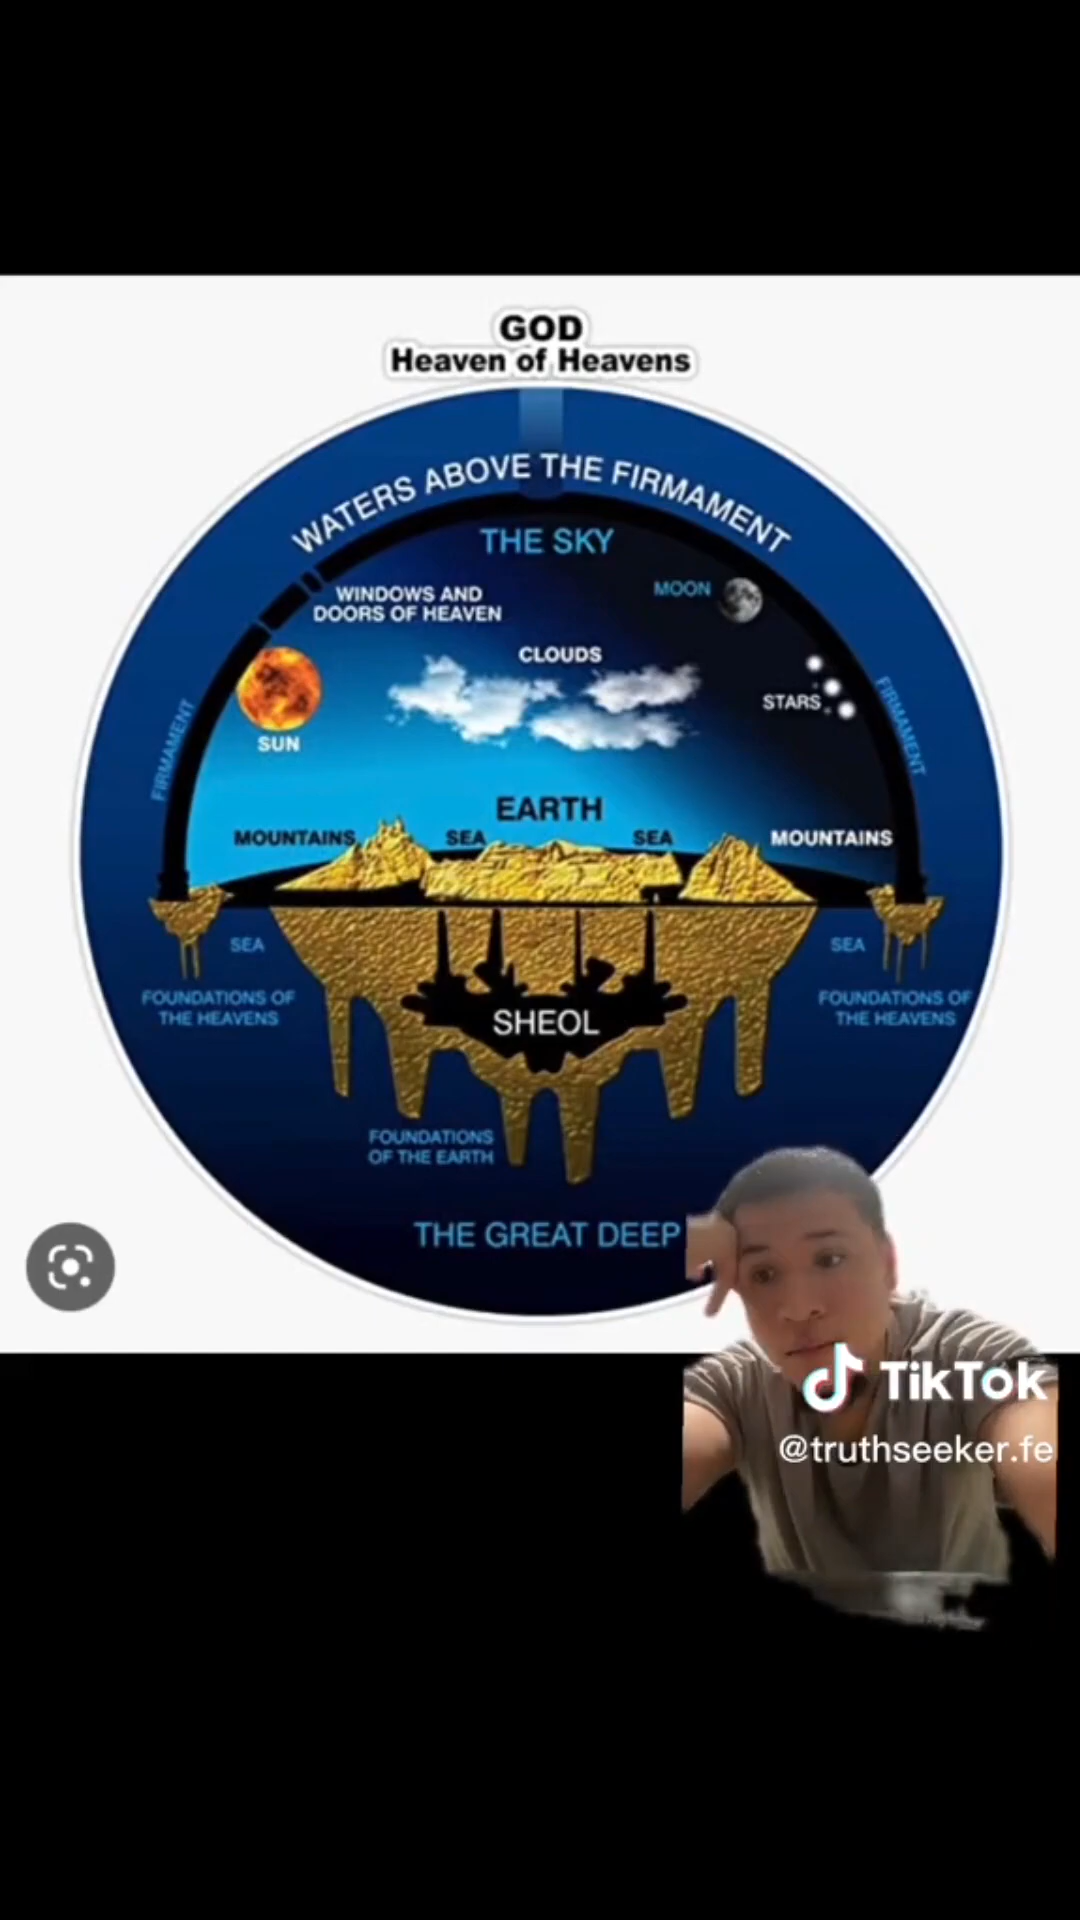 GOD
Heaven of Heavens
WATERS ABOVE THE FIRMAMENT
THE SKY
WINDOWS AND
DOORS OF HEAVEN
MOON
CLOUDS
STARS
SUN
FIRMAMENT
FIRMAMENT
EARTH
MOUNTAINS
SEA
SEA
MOUNTAINS
SEA
SEA
FOUNDATIONS OF
THE HEAVENS
FOUNDATIONS OF
THE HEAVENS
SHEOL
FOUNDATIONS
OF THE EARTH
THE GREAT DEEP
TikTok
@truthseeker.fe